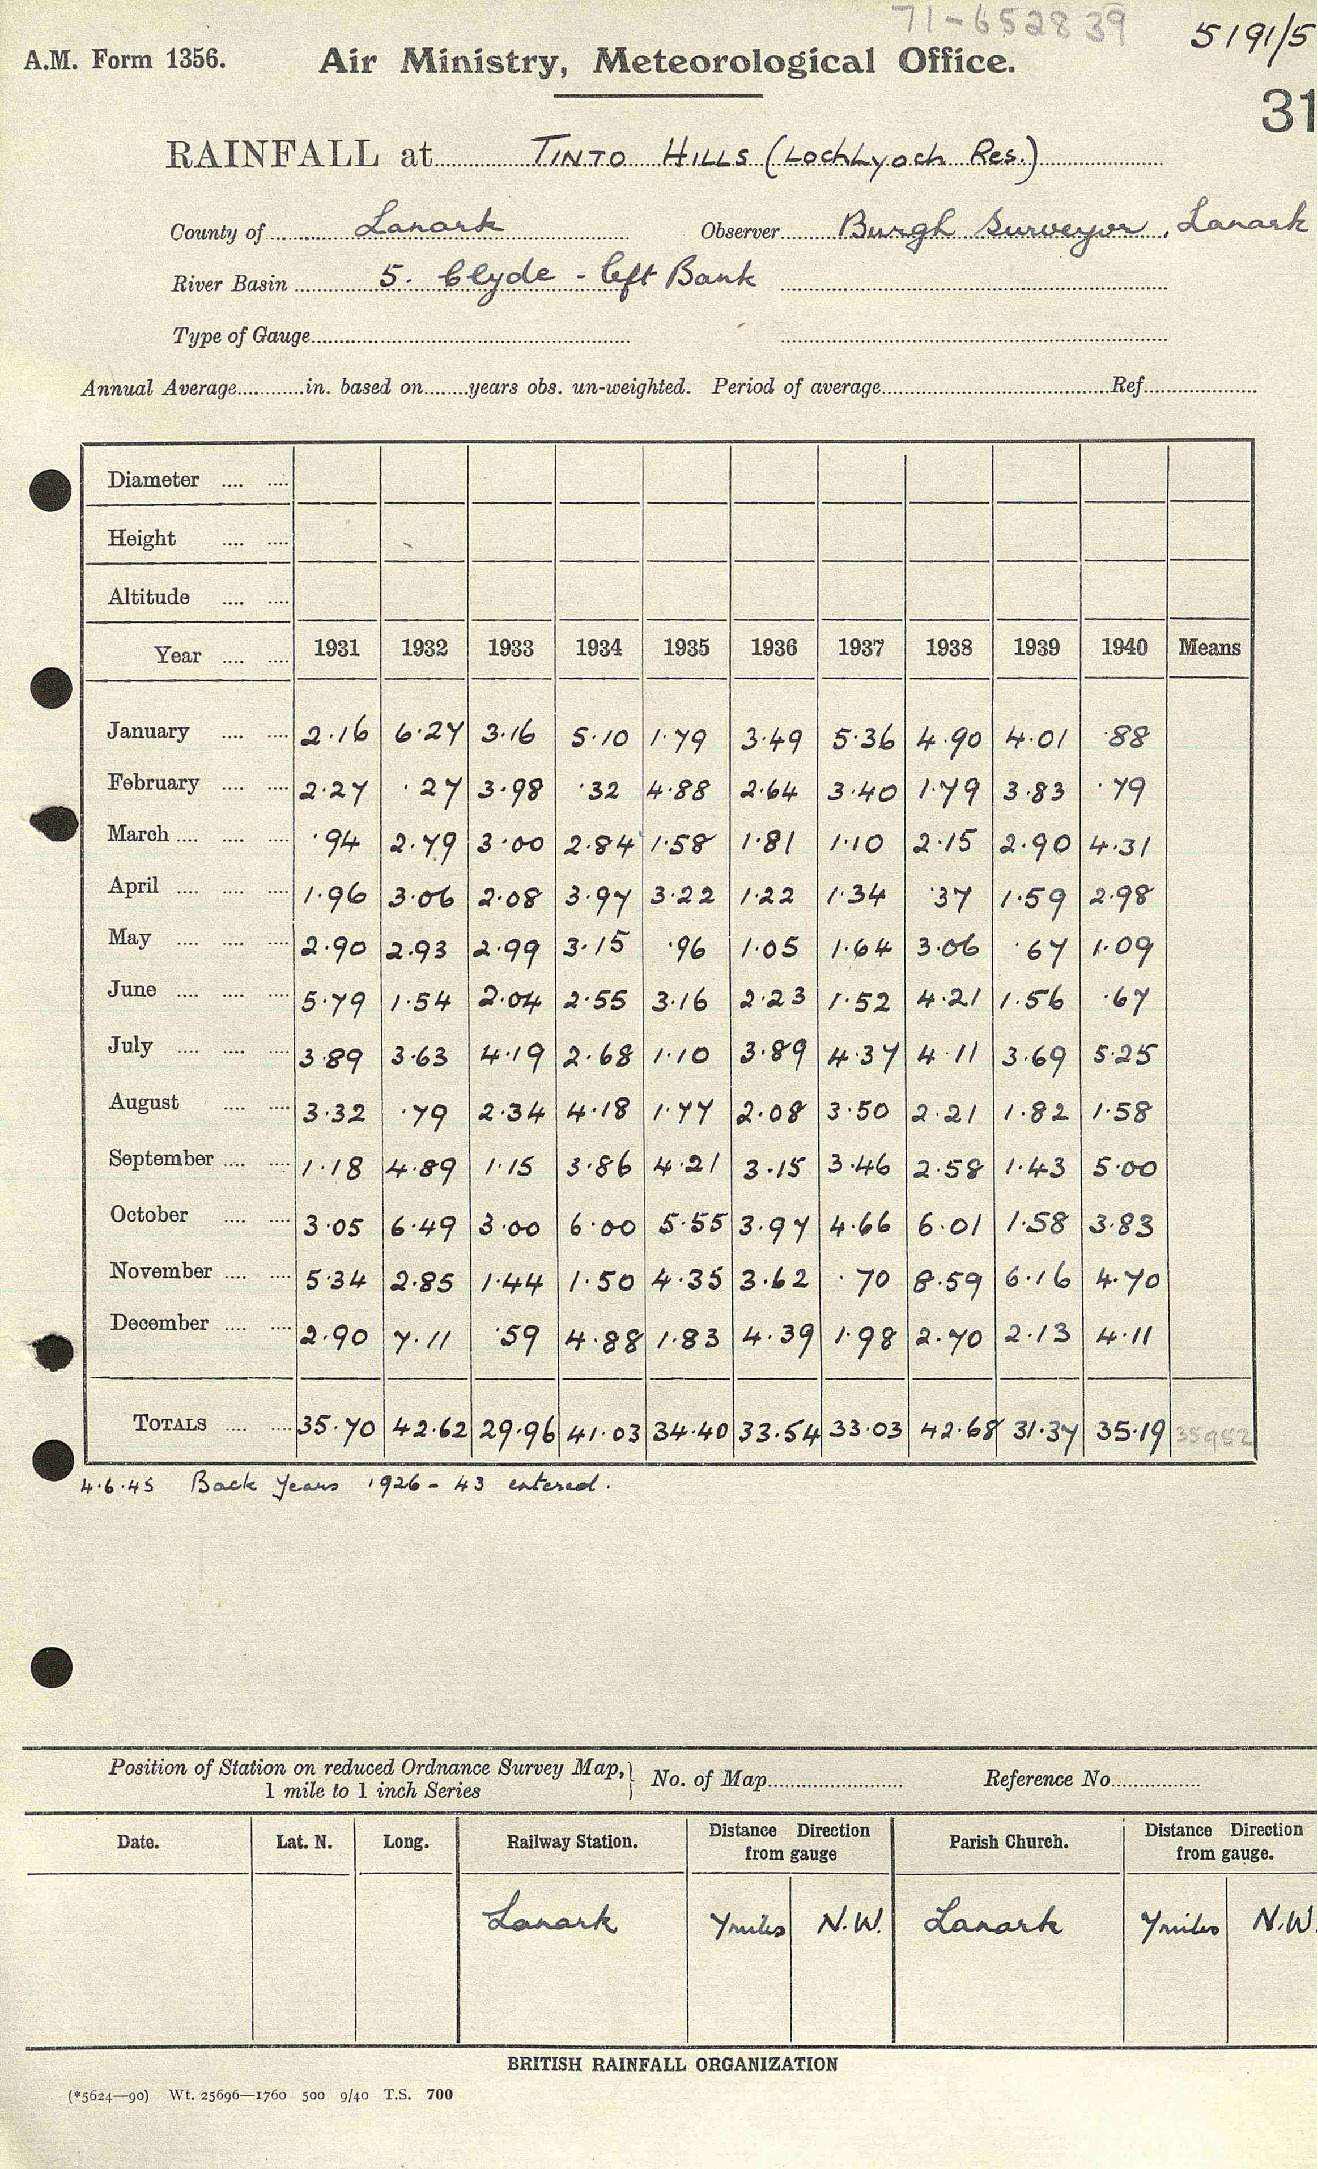 71-652839
5191/5
A.M. Form 1356. Air Ministry, Meteorological Office.
31
RAINFALL at TINTO HILLS (Lochlyoch Res.)
County of Lanark Observer Burgh Surveyor, Lanark
River Basin 5. Clyde - left Bank
Type of Gauge
Annual Average in. based on years obs. un-weighted. Period of average Ref.
Diameter
Height
Altitude
Year 1931 1932 1933 1934 1935 1936 1937 1938 1939 1940 Means
January 2.16 6.27 3.16 5.10 1.79 3.49 5.36 4.90 4.01 .88
February 2.27 .27 3.98 .32 4.88 2.64 3.40 1.79 3.83 .79
March .94 2.79 3.00 2.84 1.58 1.81 1.10 2.15 2.90 4.31
April 1.96 3.06 2.08 3.97 3.22 1.22 1.34 .37 1.59 2.98
May 2.90 2.93 2.99 3.15 .96 1.05 1.64 3.06 .67 1.09
June 5.79 1.54 2.04 2.55 3.16 2.23 1.52 4.21 1.56 .67
July 3.89 3.63 4.19 2.68 1.10 3.89 4.37 4.11 3.69 5.25
August 3.32 .79 2.34 4.18 1.77 2.08 3.50 2.21 1.82 1.58
September 1.18 4.89 1.15 3.86 4.21 3.15 3.46 2.58 1.43 5.00
October 3.05 6.49 3.00 6.00 5.55 3.97 4.66 6.01 1.58 3.83
November 5.34 2.85 1.44 1.50 4.35 3.62 .70 8.59 6.16 4.70
December 2.90 7.11 .59 4.88 1.83 4.39 1.98 2.70 2.13 4.11
TOTALS 35.70 42.62 29.96 41.03 34.40 33.54 33.03 42.68 31.37 35.19 35952
4.6.45 Back Years 1926-43 entered.
Position of Station on reduced Ordnance Survey Map, No. of Map Reference No.
1 mile to 1 inch Series
Date. Lat. N. Long. Railway Station. Distance Direction from gauge Parish Church. Distance Direction from gauge.
Lanark 7 miles N.W. Lanark 7 miles N.W.
BRITISH RAINFALL ORGANIZATION
(*5624—90) Wt. 25696—1760 500 9/40 T.S. 700